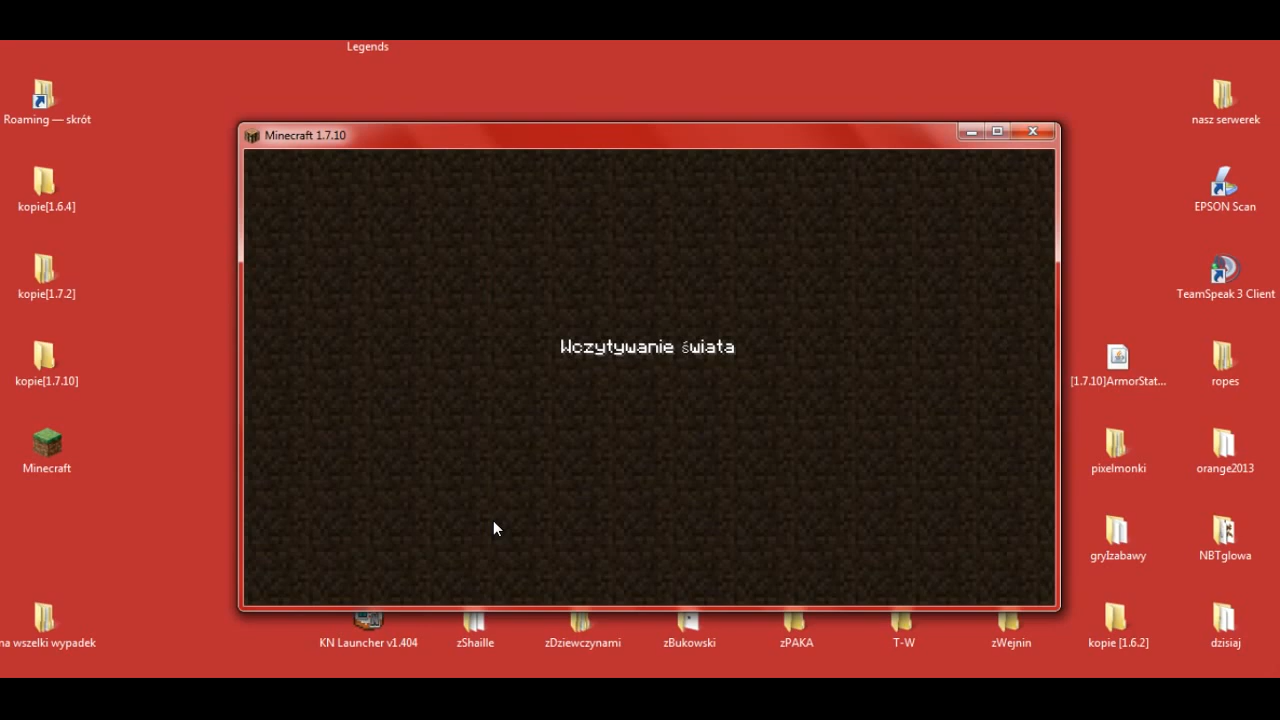 Legends
Roaming — skrót
nasz serwerek
Minecraft 1.7.10
kopie[1.6.4]
EPSON Scan
kopie[1.7.2]
TeamSpeak 3 Client
Wczytywanie świata
kopie[1.7.10]
[1.7.10]ArmorStat...
ropes
Minecraft
pixelmonki
orange2013
gryIzabawy
NBTglowa
na wszelki wypadek
KN Launcher v1.404
zShaille
zDziewczynami
zBukowski
zPAKA
T-W
zWejnin
kopie [1.6.2]
dzisiaj